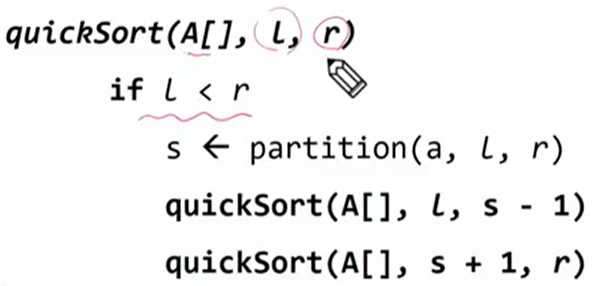 quickSort(A[], l, r)
if l < r
s ← partition(a, l, r)
quickSort(A[], l, s - 1)
quickSort(A[], s + 1, r)